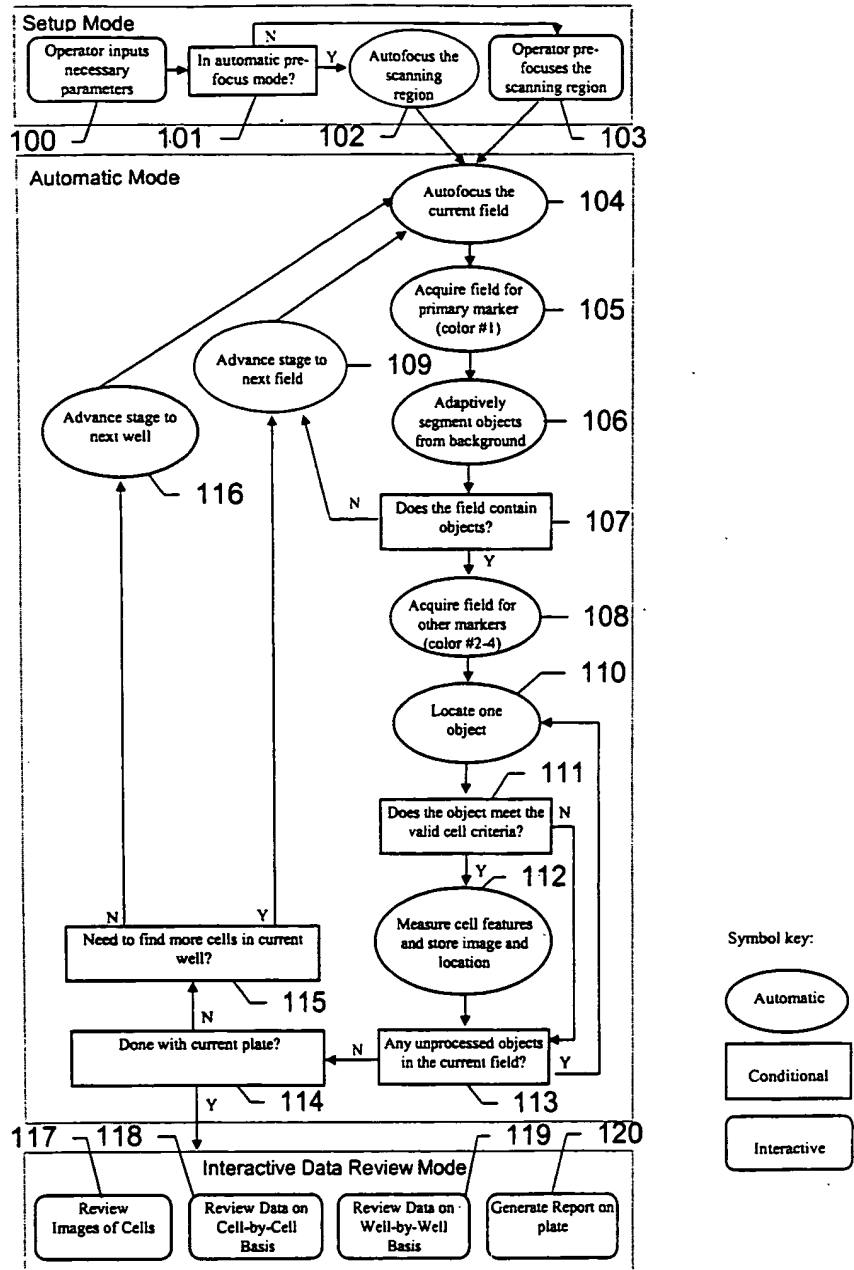 Setup Mode
Operator inputs
necessary
parameters
In automatic pre-
focus mode?
N
Y
Autofocus the
scanning
region
Operator pre-
focuses the
scanning region
100
101
102
103
Automatic Mode
Autofocus the
current field
104
Acquire field for
primary marker
(color #1)
105
Advance stage to
next field
109
Adaptively
segment objects
from background
106
Advance stage to
next well
116
N
Does the field contain
objects?
107
Y
Acquire field for
other markers
(color #2-4)
108
110
Locate one
object
111
Does the object meet the
valid cell criteria?
N
Y
112
Measure cell features
and store image and
location
N
Y
Need to find more cells in current
well?
115
N
Done with current plate?
N
Any unprocessed objects
in the current field?
Y
114
113
Y
117
118
119
120
Interactive Data Review Mode
Review
Images of Cells
Review Data on
Cell-by-Cell
Basis
Review Data on
Well-by-Well
Basis
Generate Report on
plate
Symbol key:
Automatic
Conditional
Interactive